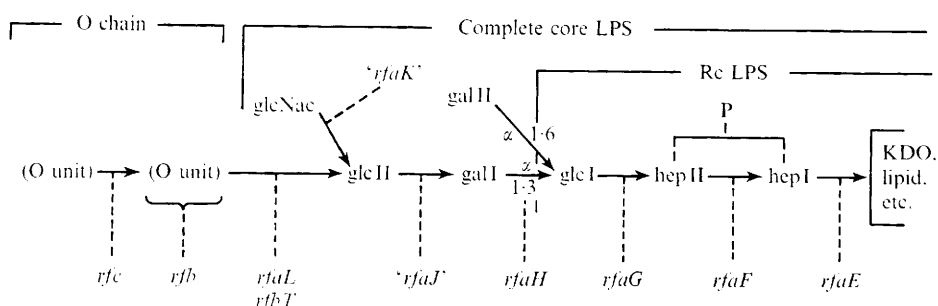 O chain
Complete core LPS
'rfaK'
Rc LPS
glcNac
galII
P
α 1·6
(O unit) (O unit) glcII galI α 1·3 glcI hepII hepI KDO,
lipid,
etc.
rfc rfb rfaL 'rfaJ' rfaH rfaG rfaF rfaE
rfbT